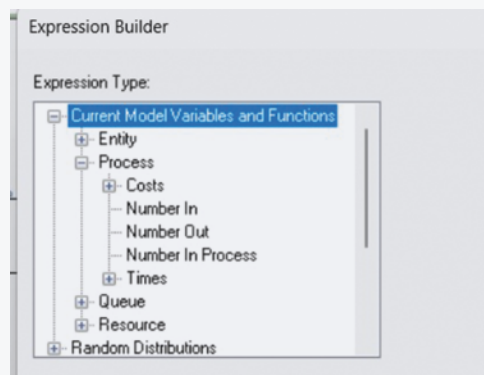 Expression Builder
Expression Type:
Current Model Variables and Functions
Entity
Process
Costs
Number In
Number Out
Number In Process
Times
Queue
Resource
Random Distributions